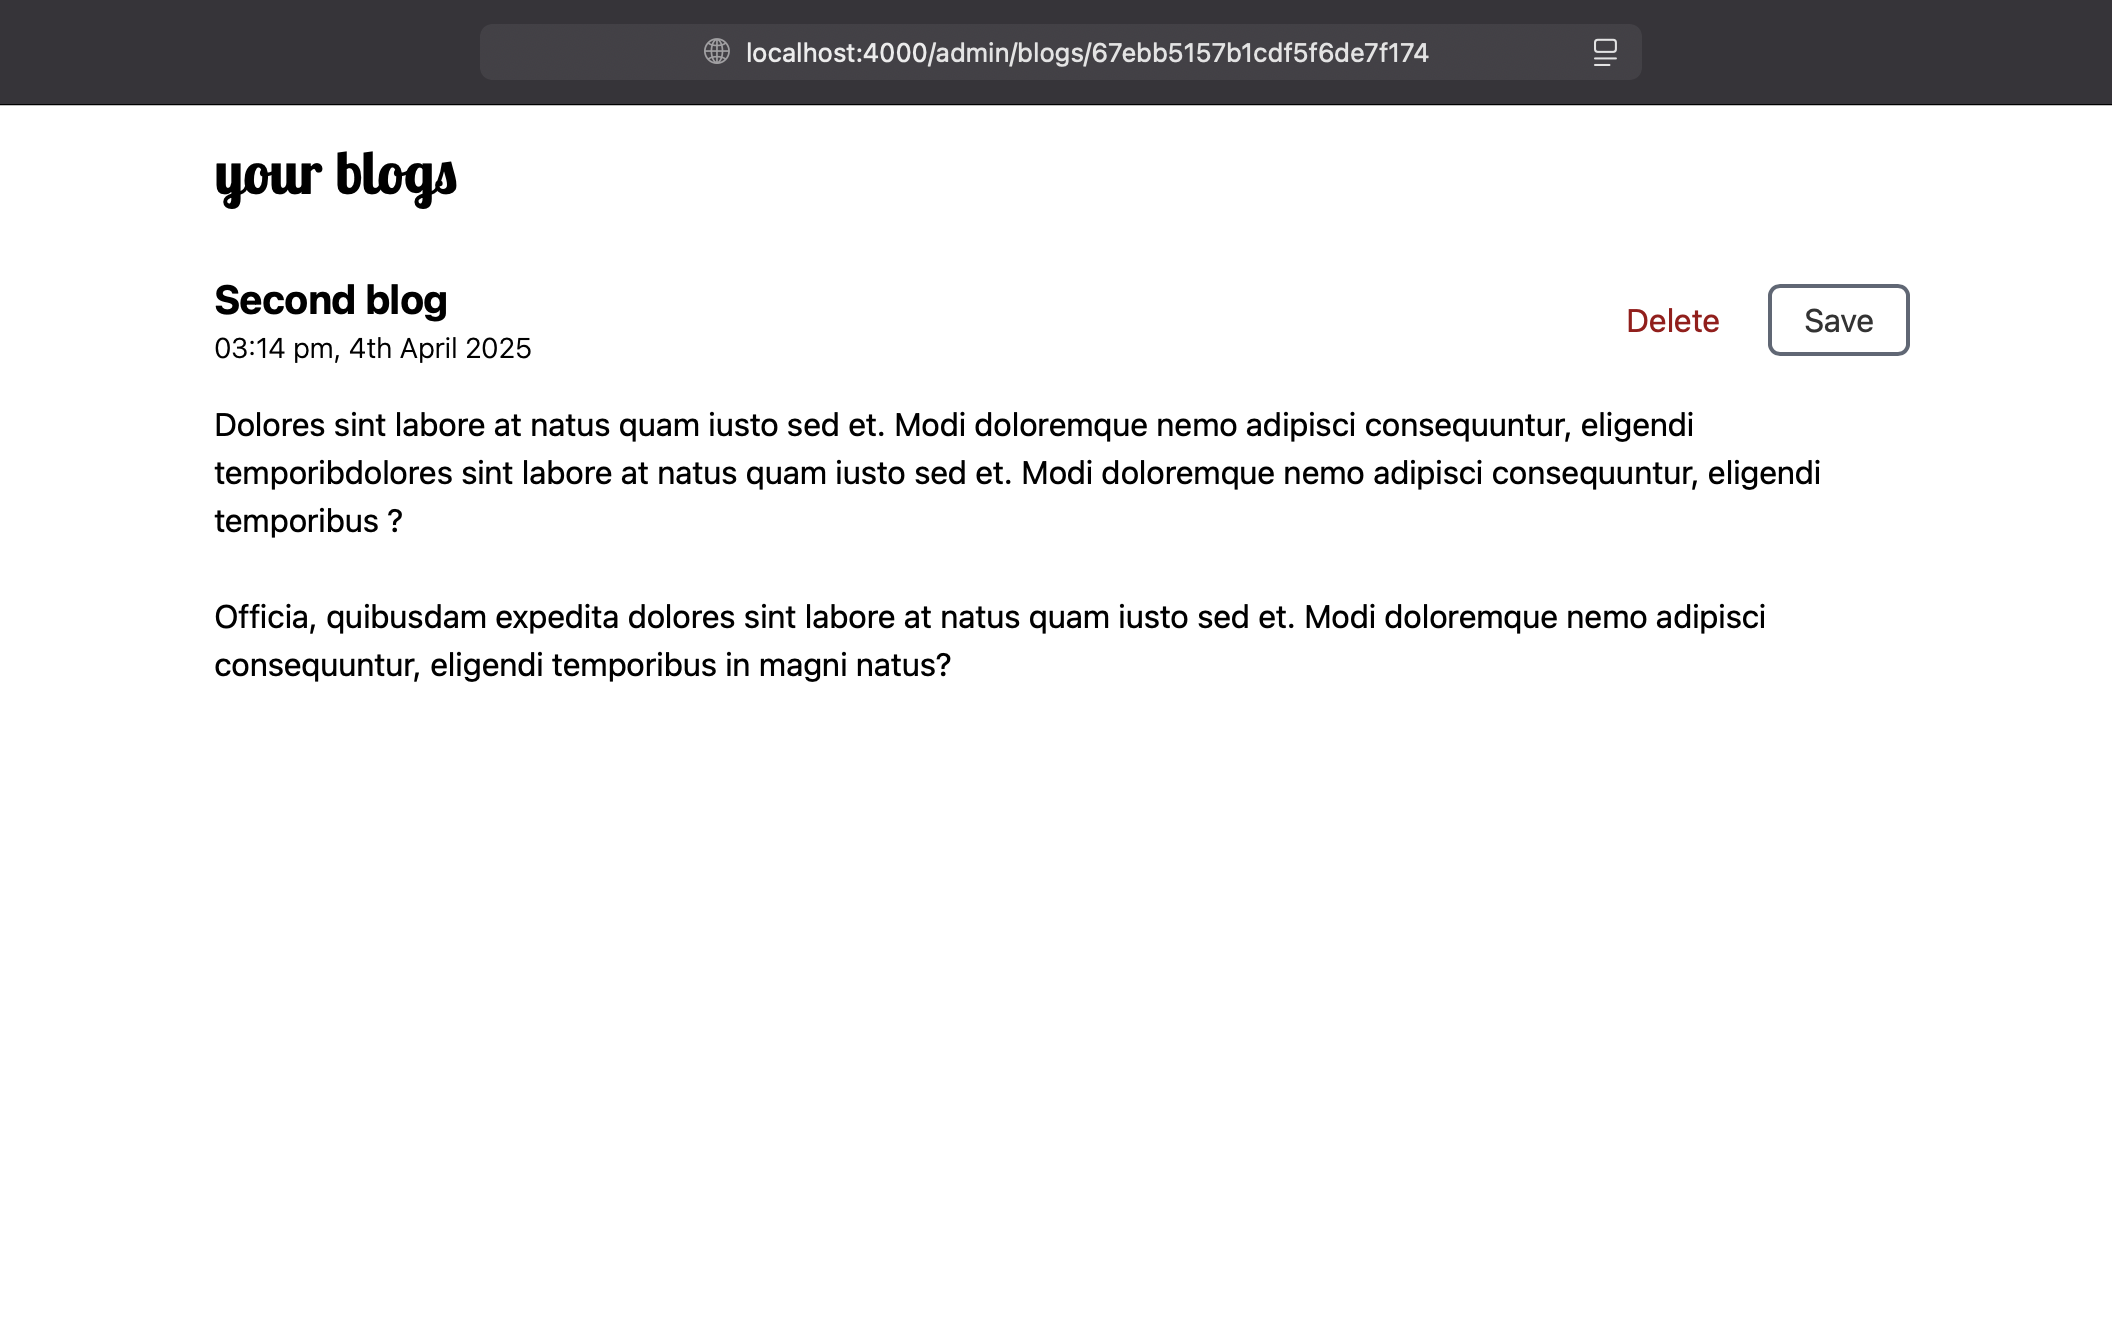 localhost:4000/admin/blogs/67ebb5157b1cdf5f6de7f174
your blogs
Second blog
03:14 pm, 4th April 2025
Delete
Save
Dolores sint labore at natus quam iusto sed et. Modi doloremque nemo adipisci consequuntur, eligendi
temporibdolores sint labore at natus quam iusto sed et. Modi doloremque nemo adipisci consequuntur, eligendi
temporibus ?
Officia, quibusdam expedita dolores sint labore at natus quam iusto sed et. Modi doloremque nemo adipisci
consequuntur, eligendi temporibus in magni natus?